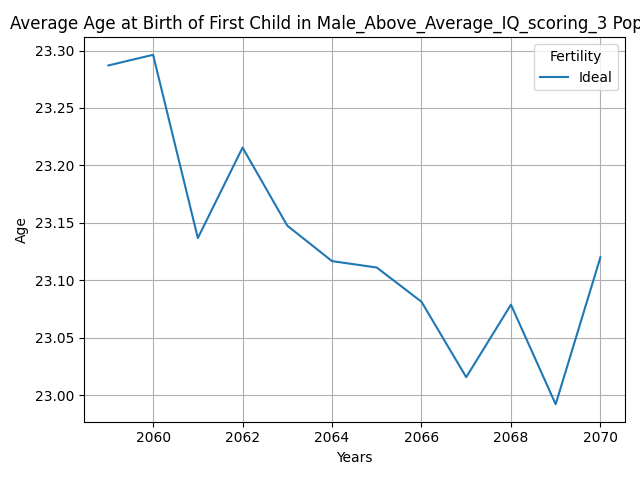 Average Age at Birth of First Child in Male_Above_Average_IQ_scoring_3 Pop
Fertility
Ideal
23.30
23.25
23.20
23.15
23.10
23.05
23.00
Age
2060 2062 2064 2066 2068 2070
Years